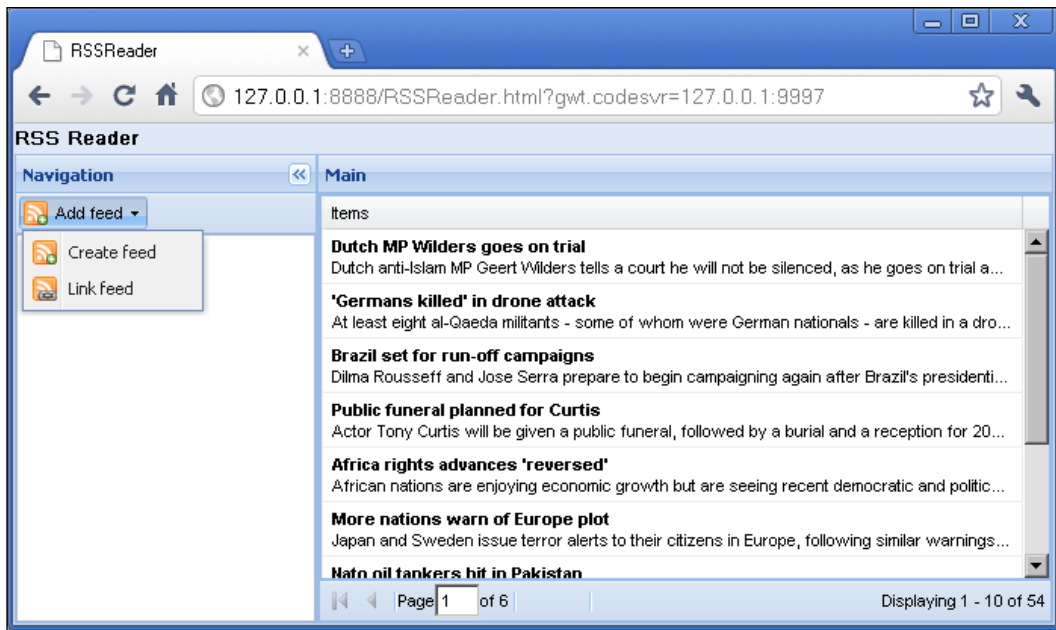 RSSReader
127.0.0.1:8888/RSSReader.html?gwt.codesvr=127.0.0.1:9997
RSS Reader
Navigation
Main
Add feed
Create feed
Link feed
Items
Dutch MP Wilders goes on trial
Dutch anti-Islam MP Geert Wilders tells a court he will not be silenced, as he goes on trial a...
'Germans killed' in drone attack
At least eight al-Qaeda militants - some of whom were German nationals - are killed in a dro...
Brazil set for run-off campaigns
Dilma Rousseff and Jose Serra prepare to begin campaigning again after Brazil's presidenti...
Public funeral planned for Curtis
Actor Tony Curtis will be given a public funeral, followed by a burial and a reception for 20...
Africa rights advances 'reversed'
African nations are enjoying economic growth but are seeing recent democratic and politic...
More nations warn of Europe plot
Japan and Sweden issue terror alerts to their citizens in Europe, following similar warnings...
Nato oil tankers hit in Pakistan
Page 1 of 6
Displaying 1 - 10 of 54